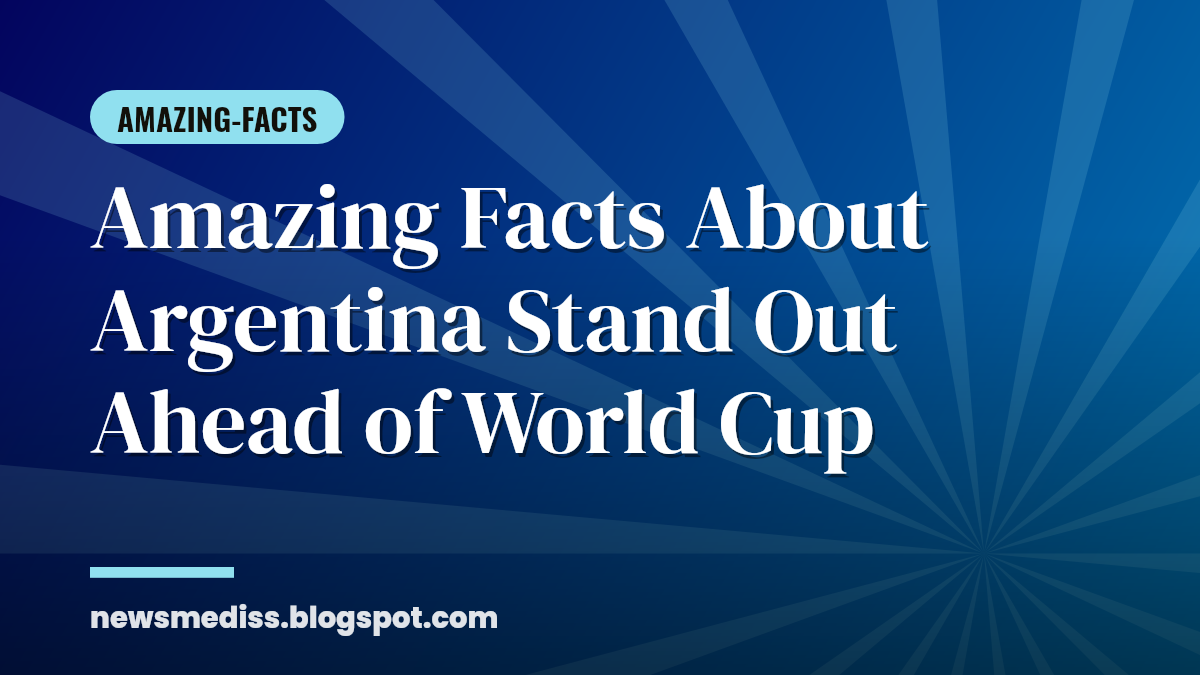 AMAZING-FACTS
Amazing Facts About
Argentina Stand Out
Ahead of World Cup
newsmediss.blogspot.com